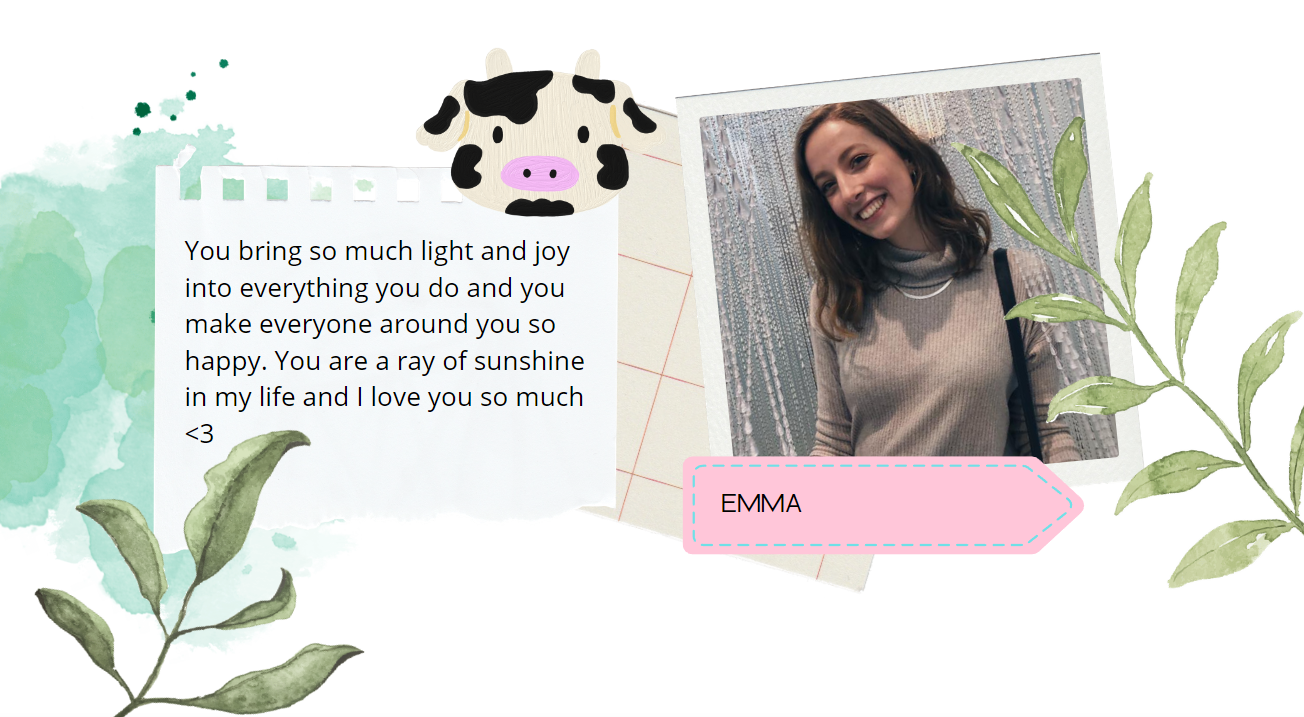 You bring so much light and joy
into everything you do and you
make everyone around you so
happy. You are a ray of sunshine
in my life and I love you so much
<3
EMMA